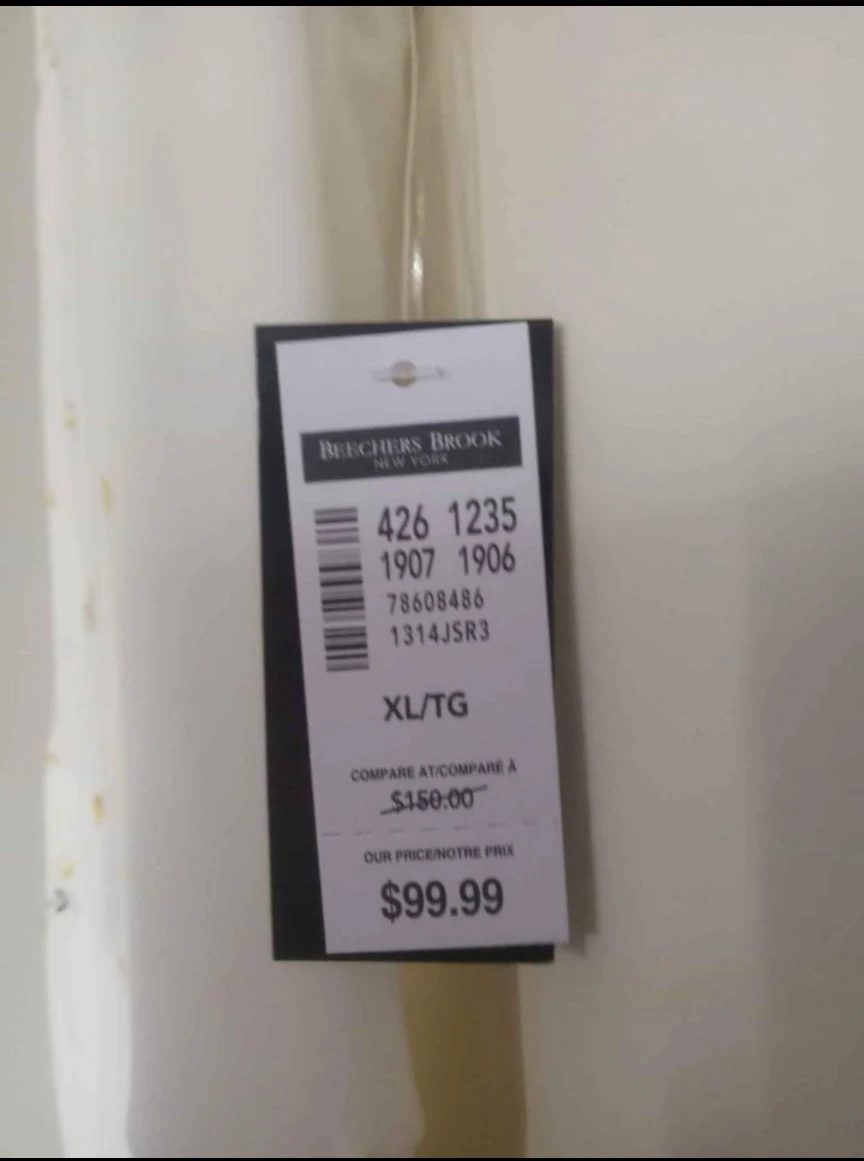 BEECHERS BROOK
NEW YORK
426 1235
1907 1906
78608486
1314JSR3
XL/TG
COMPARE AT/COMPARÉ À
$150.00
OUR PRICE/NOTRE PRIX
$99.99